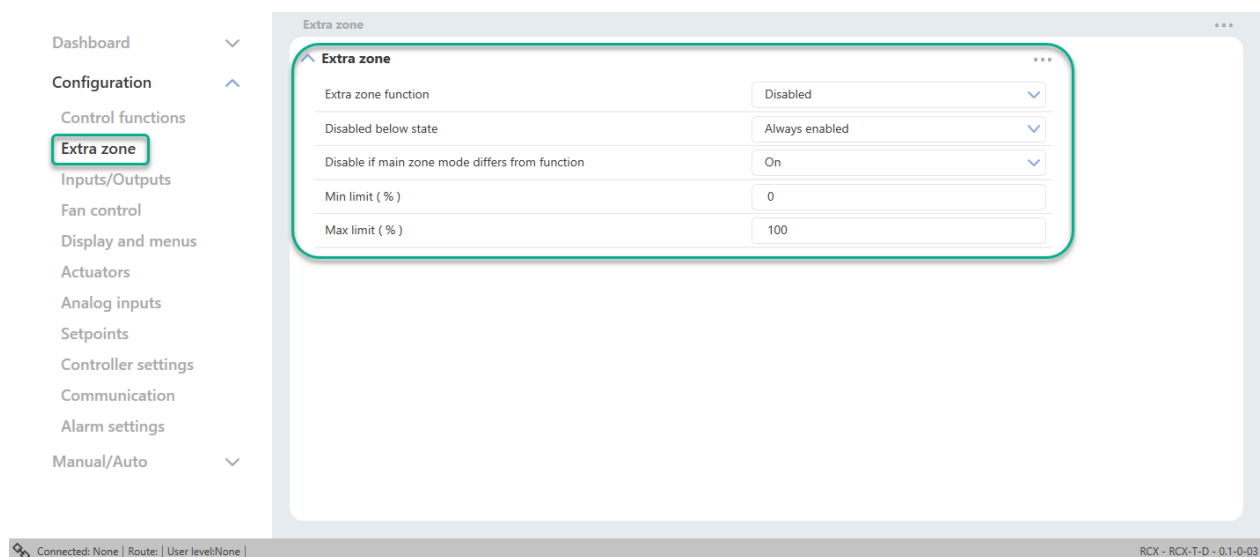 Extra zone
Dashboard
Configuration
Control functions
Extra zone
Inputs/Outputs
Fan control
Display and menus
Actuators
Analog inputs
Setpoints
Controller settings
Communication
Alarm settings
Manual/Auto
Extra zone
Extra zone function Disabled
Disabled below state Always enabled
Disable if main zone mode differs from function On
Min limit ( % ) 0
Max limit ( % ) 100
Connected: None | Route: | User level:None | RCX - RCX-T-D - 0.1-0-03